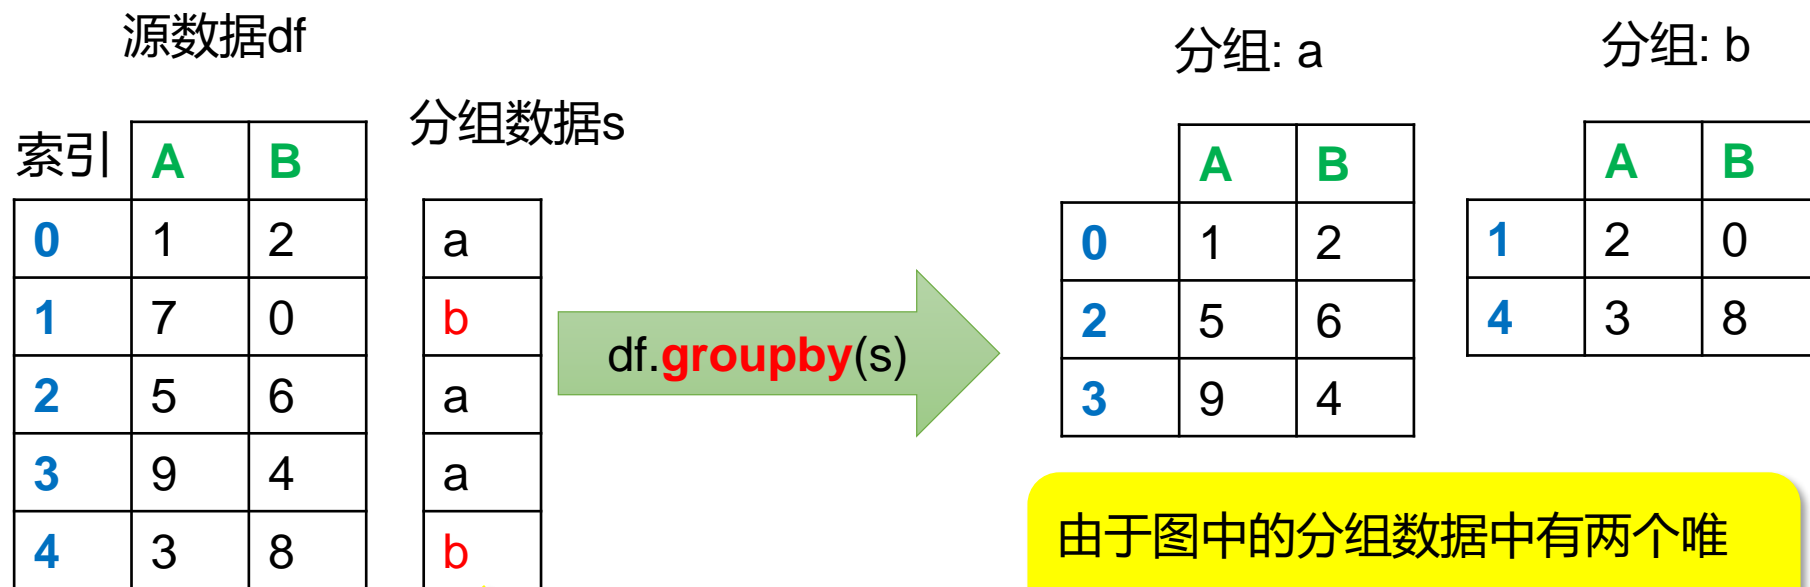 源数据df
分组数据s
索引 A B
0 1 2 a
1 7 0 b
2 5 6 a
3 9 4 a
4 3 8 b
df.groupby(s)
分组: a
A B
0 1 2
2 5 6
3 9 4
分组: b
A B
1 2 0
4 3 8
由于图中的分组数据中有两个唯